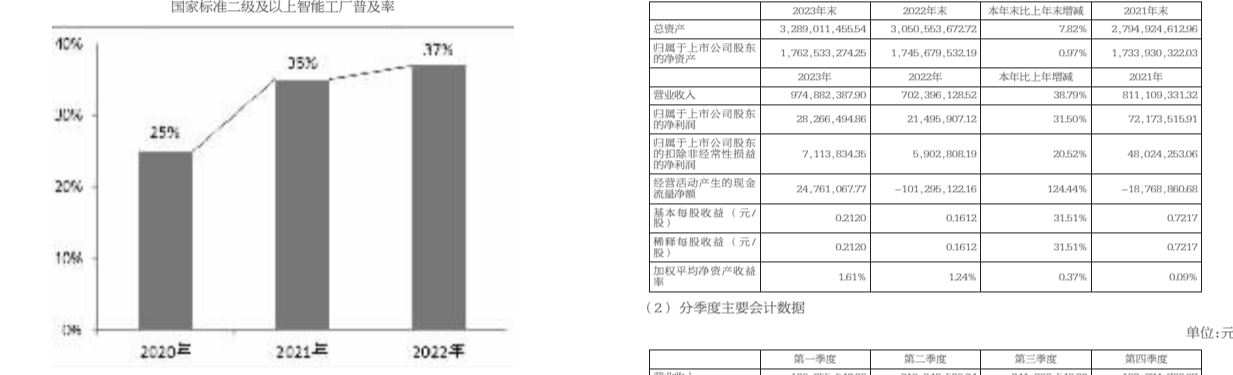 国家标准二级及以上智能工厂普及率
40%
30%
20%
10%
0%
25%
35%
37%
2020年 2021年 2022年
2023年末 2022年末 本年末比上年末增减 2021年末
总资产 3,289,011,455.54 3,050,553,672.72 7.82% 2,794,924,612.96
归属于上市公司股东
的净资产 1,762,533,274.25 1,745,679,532.19 0.97% 1,733,930,322.03
2023年 2022年 本年比上年增减 2021年
营业收入 974,882,387.90 702,396,128.52 38.79% 811,109,331.32
归属于上市公司股东
的净利润 28,266,494.86 21,495,907.12 31.50% 72,173,515.91
归属于上市公司股东
的扣除非经常性损益
的净利润 7,113,834.35 5,902,808.19 20.52% 48,024,253.06
经营活动产生的现金
流量净额 24,761,067.77 -101,295,122.16 124.44% -18,768,860.68
基本每股收益（元/
股） 0.2120 0.1612 31.51% 0.7217
稀释每股收益（元/
股） 0.2120 0.1612 31.51% 0.7217
加权平均净资产收益
率 1.61% 1.24% 0.37% 0.09%
（2）分季度主要会计数据
单位:元
第一季度 第二季度 第三季度 第四季度